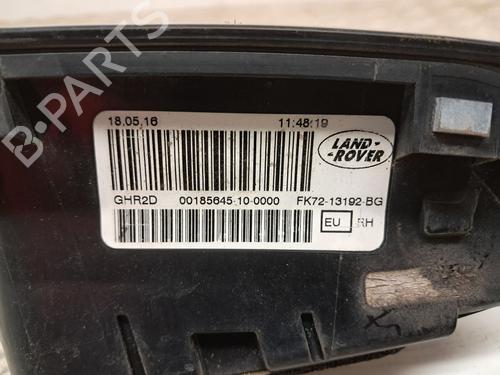 B-PARTS
18.05.16 11:48:19
LAND-
-ROVER
GHR2D 00185645-10-0000 FK72-13192-BG
EU RH